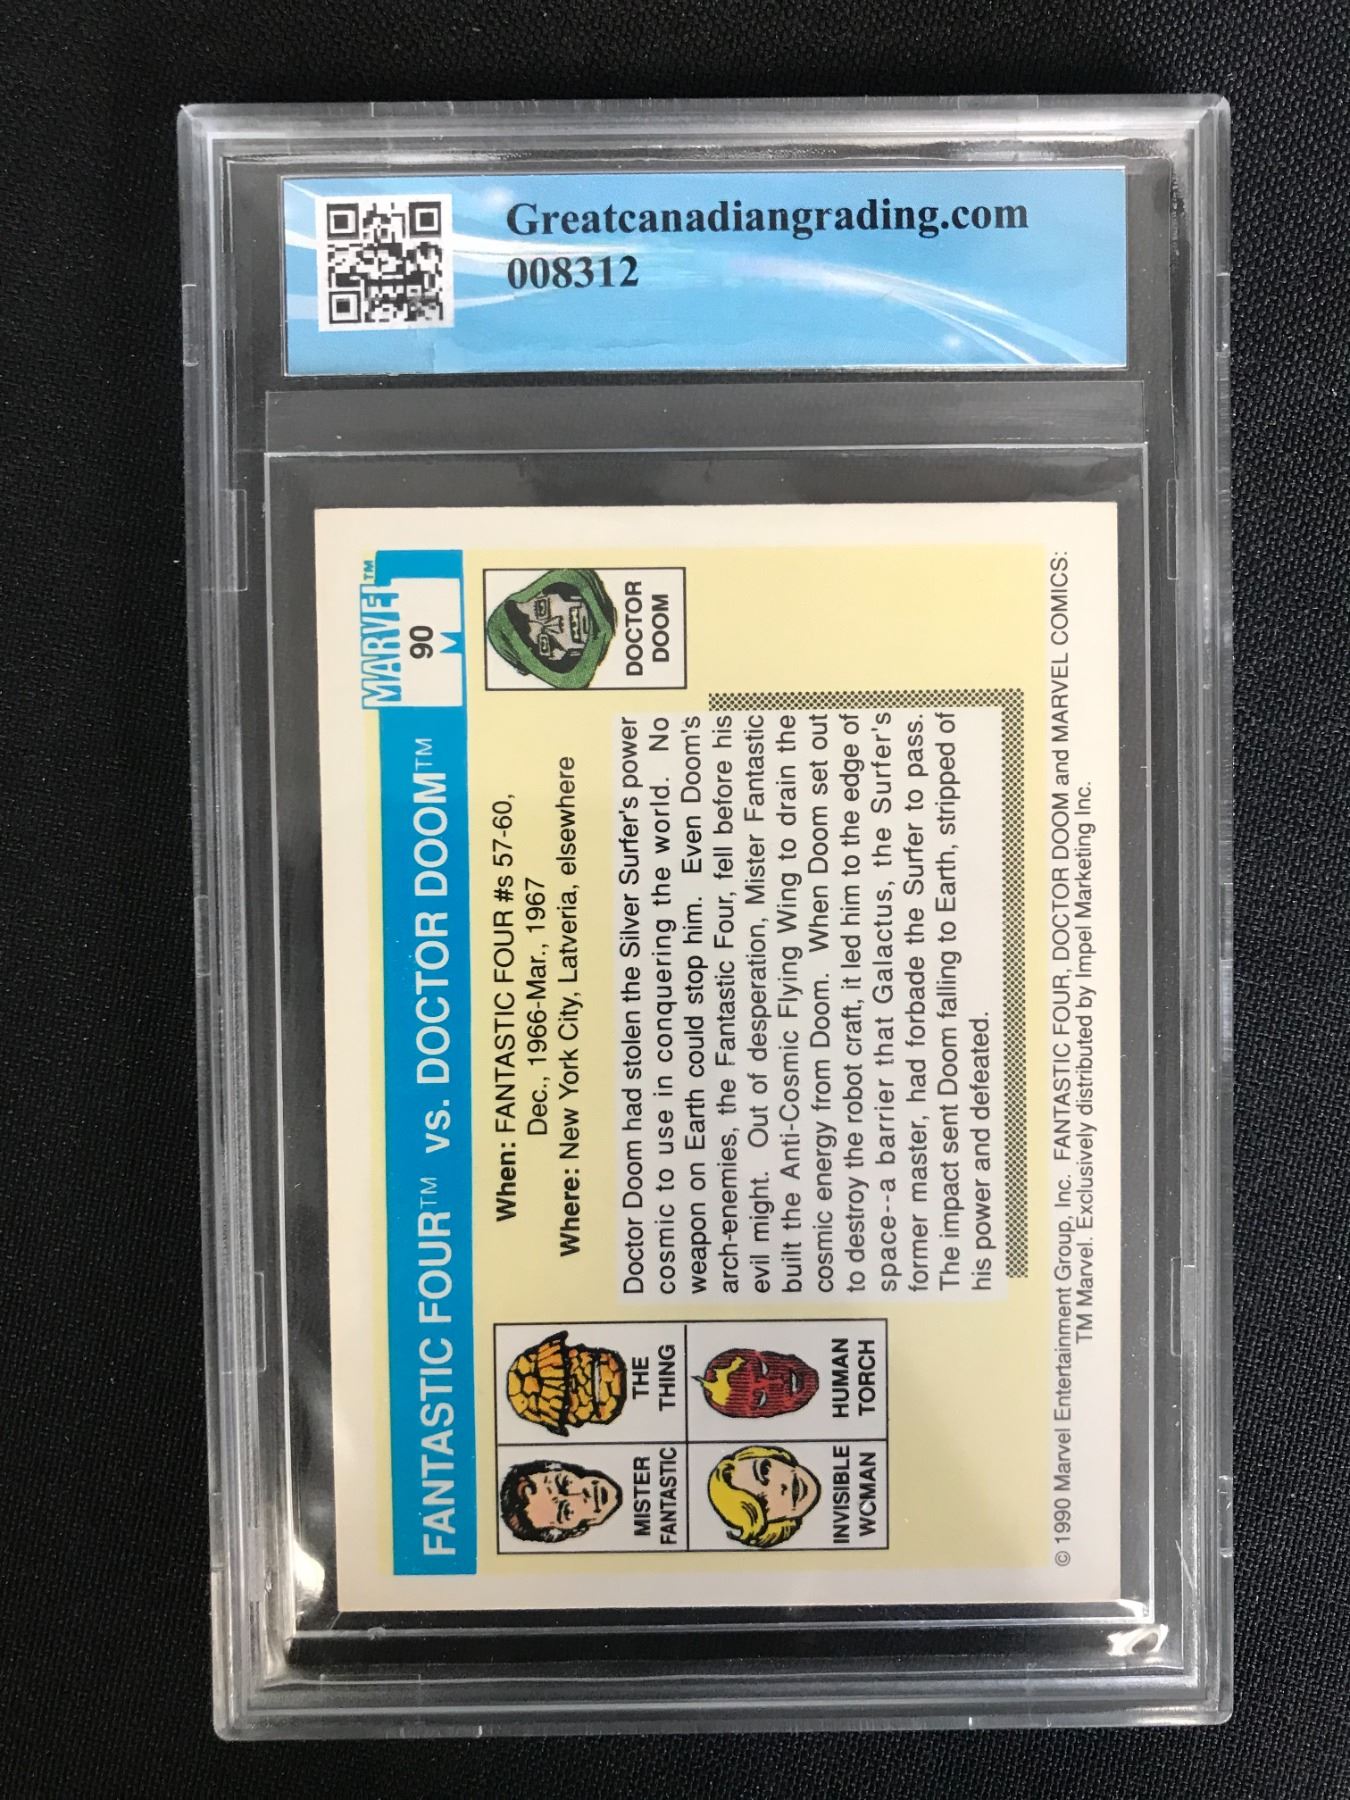 Greatcanadiangrading.com
008312
MARVEL™
90
FANTASTIC FOUR™ vs. DOCTOR DOOM™
When: FANTASTIC FOUR #s 57-60,
Dec., 1966-Mar., 1967
Where: New York City, Latveria, elsewhere
MISTER
FANTASTIC
THE
THING
INVISIBLE
WOMAN
HUMAN
TORCH
DOCTOR
DOOM
Doctor Doom had stolen the Silver Surfer's power
cosmic to use in conquering the world. No
weapon on Earth could stop him. Even Doom's
arch-enemies, the Fantastic Four, fell before his
evil might. Out of desperation, Mister Fantastic
built the Anti-Cosmic Flying Wing to drain the
cosmic energy from Doom. When Doom set out
to destroy the robot craft, it led him to the edge of
space--a barrier that Galactus, the Surfer's
former master, had forbade the Surfer to pass.
The impact sent Doom falling to Earth, stripped of
his power and defeated.
© 1990 Marvel Entertainment Group, Inc. FANTASTIC FOUR, DOCTOR DOOM and MARVEL COMICS:
TM Marvel. Exclusively distributed by Impel Marketing Inc.